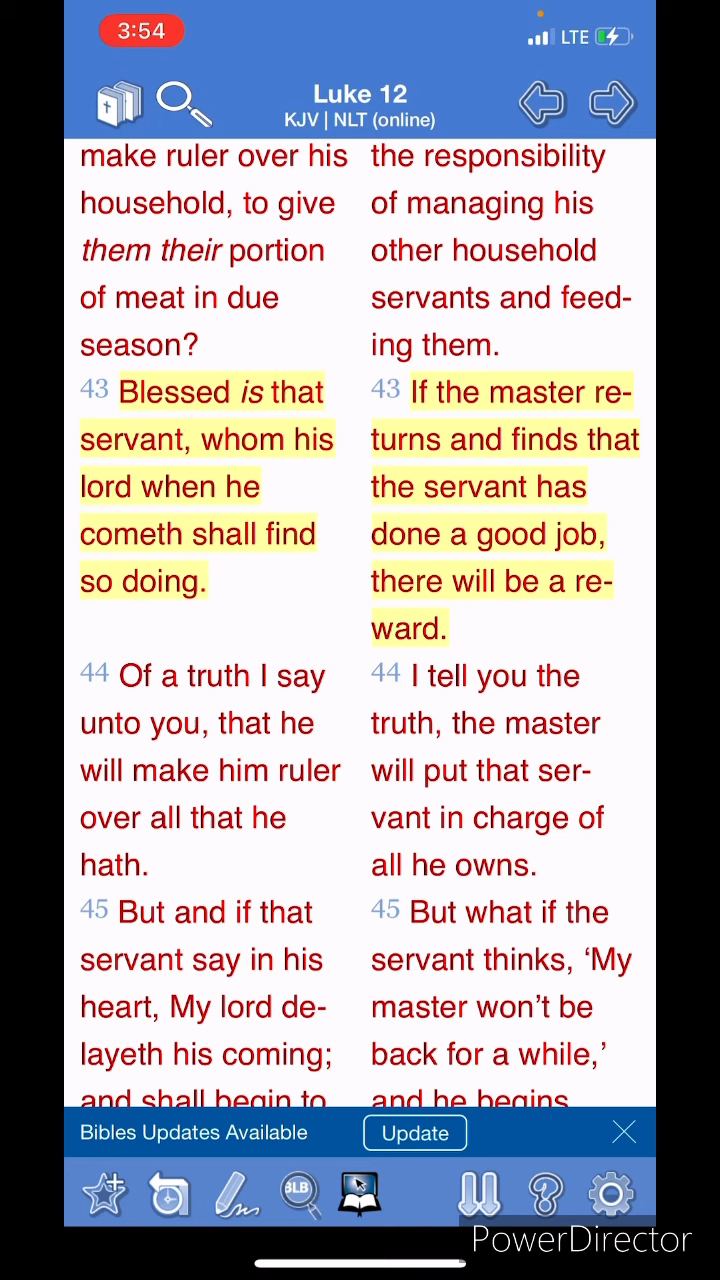 3:54
LTE
Luke 12
KJV | NLT (online)
make ruler over his
household, to give
them their portion
of meat in due
season?
43 Blessed is that
servant, whom his
lord when he
cometh shall find
so doing.
44 Of a truth I say
unto you, that he
will make him ruler
over all that he
hath.
45 But and if that
servant say in his
heart, My lord de-
layeth his coming;
and shall begin to
the responsibility
of managing his
other household
servants and feed-
ing them.
43 If the master re-
turns and finds that
the servant has
done a good job,
there will be a re-
ward.
44 I tell you the
truth, the master
will put that ser-
vant in charge of
all he owns.
45 But what if the
servant thinks, ‘My
master won’t be
back for a while,’
and he begins
Bibles Updates Available
Update
BLB
PowerDirector